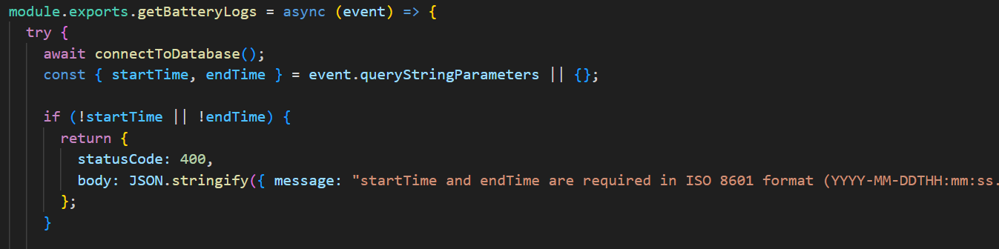 module.exports.getBatteryLogs = async (event) => {
try {
await connectToDatabase();
const { startTime, endTime } = event.queryStringParameters || {};
if (!startTime || !endTime) {
return {
statusCode: 400,
body: JSON.stringify({ message: "startTime and endTime are required in ISO 8601 format (YYYY-MM-DDTHH:mm:ss.
};
}